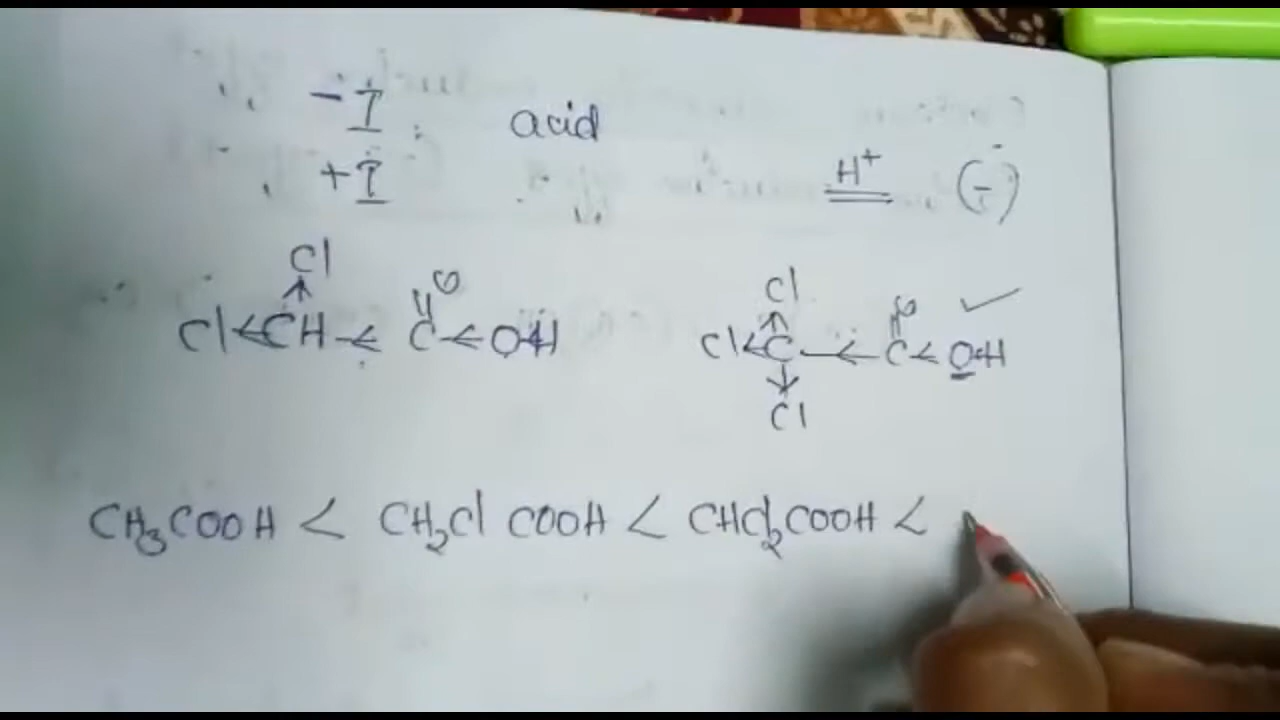 -I acid
+I H⁺ (-)
Cl Cl
O O
Cl<CH-<C<OH Cl<C-<C<OH
Cl
CH₃COOH < CH₂Cl COOH < CHCl₂COOH <